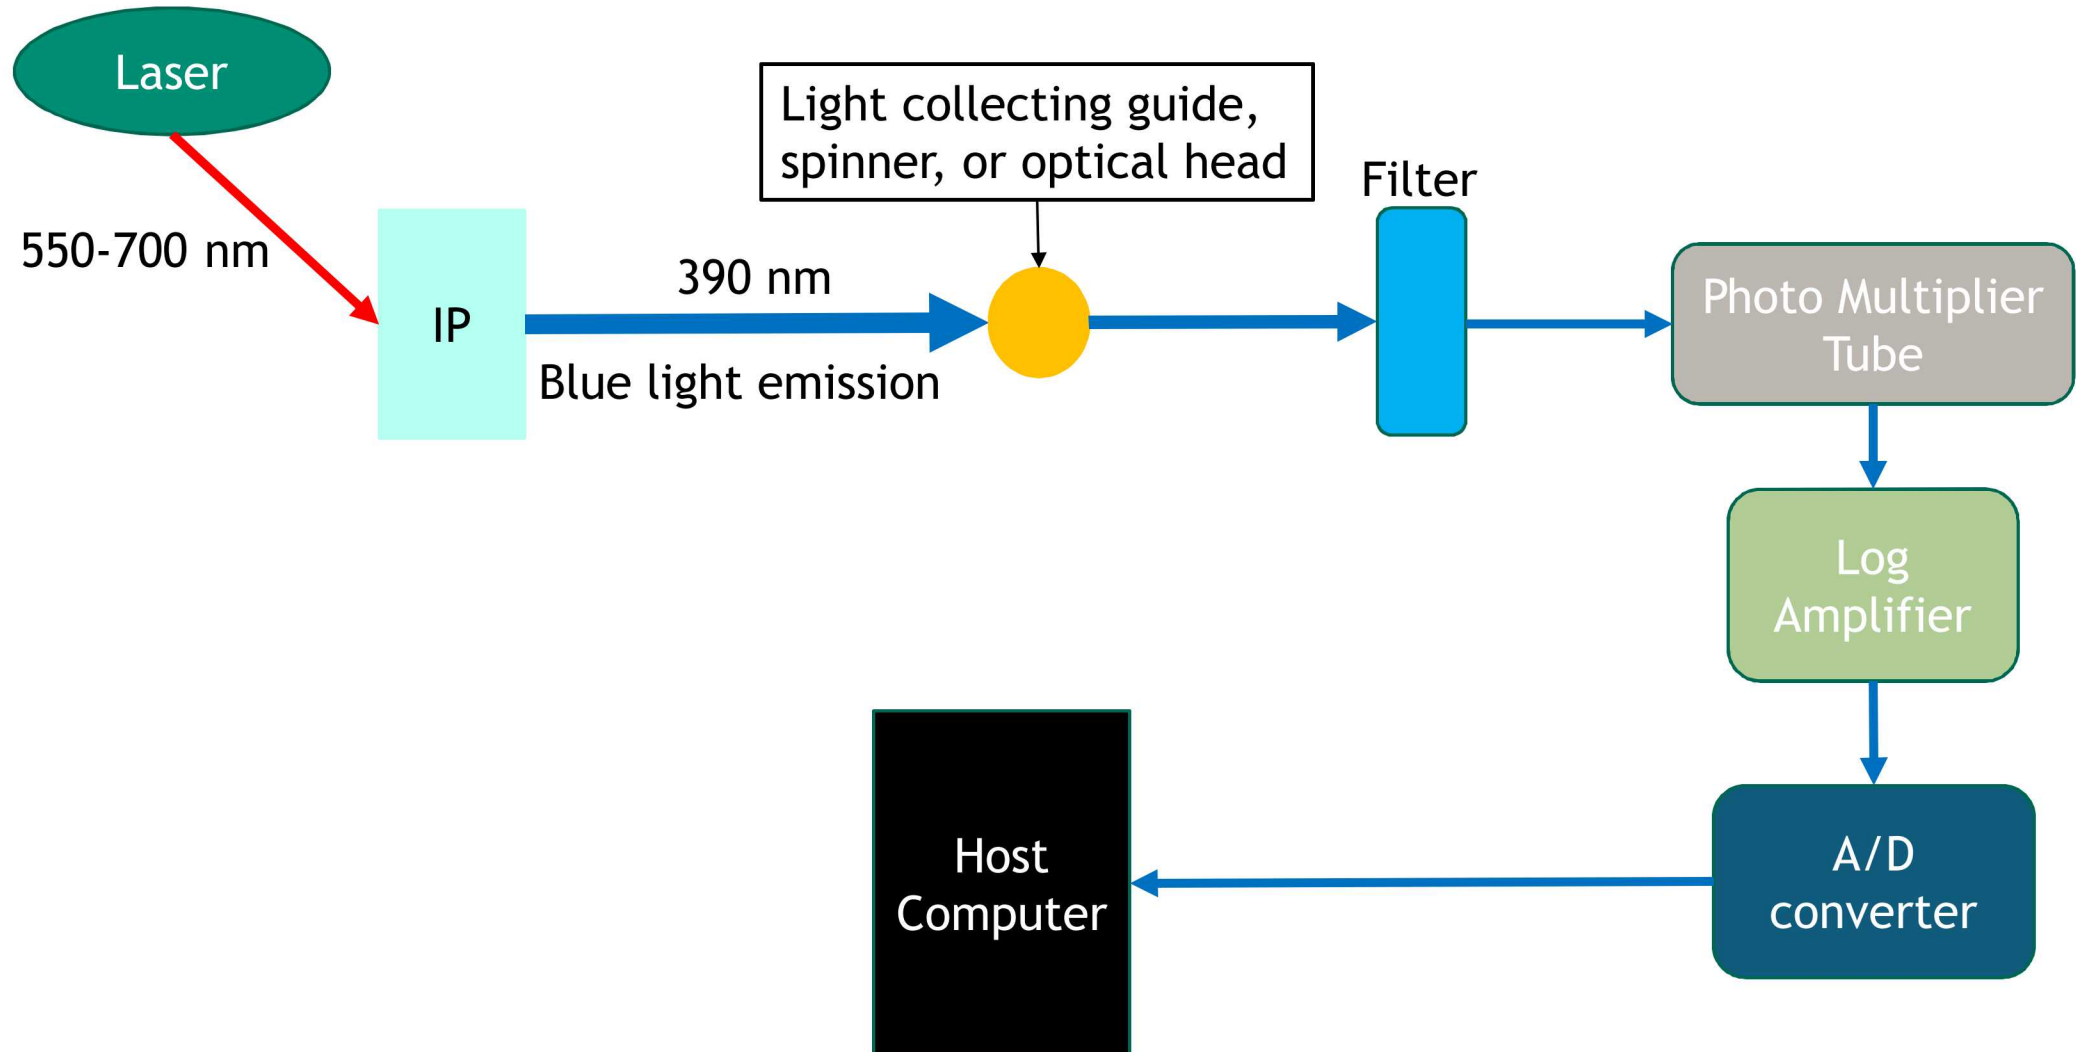 Laser
Light collecting guide,
spinner, or optical head
Filter
550-700 nm
IP
390 nm
Blue light emission
Photo Multiplier
Tube
Log
Amplifier
A/D
converter
Host
Computer